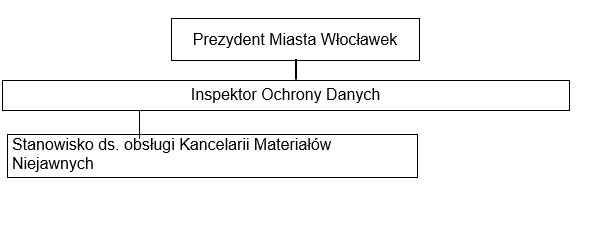 Prezydent Miasta Włocławek
Inspektor Ochrony Danych
Stanowisko ds. obsługi Kancelarii Materiałów
Niejawnych